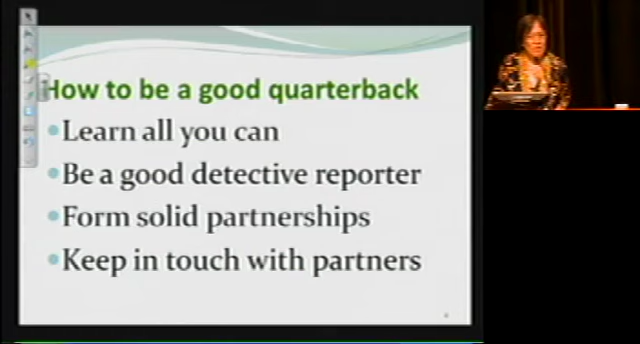 How to be a good quarterback
Learn all you can
Be a good detective reporter
Form solid partnerships
Keep in touch with partners